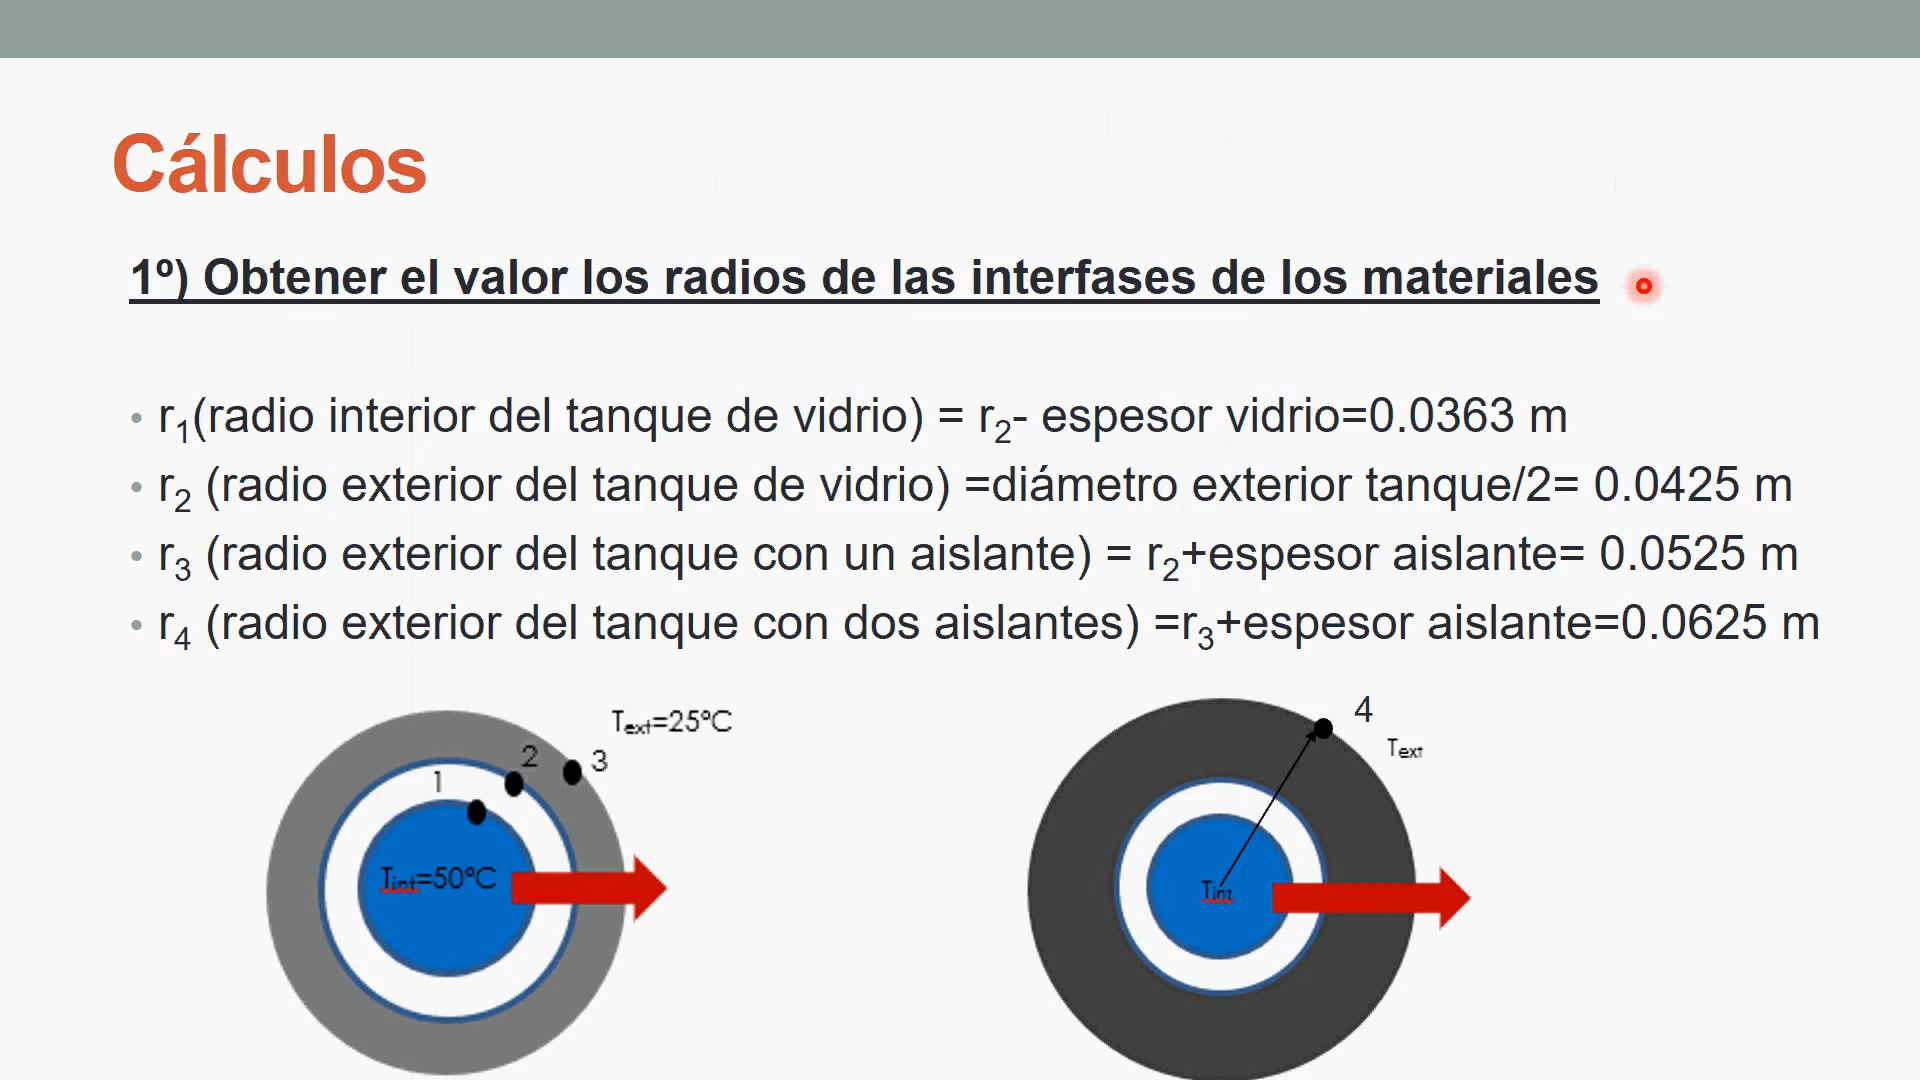 Cálculos
1º) Obtener el valor los radios de las interfases de los materiales
• r1(radio interior del tanque de vidrio) = r2- espesor vidrio=0.0363 m
• r2 (radio exterior del tanque de vidrio) =diámetro exterior tanque/2= 0.0425 m
• r3 (radio exterior del tanque con un aislante) = r2+espesor aislante= 0.0525 m
• r4 (radio exterior del tanque con dos aislantes) =r3+espesor aislante=0.0625 m
Text=25°C
2
3
1
Tint=50°C
4
Text
Tint